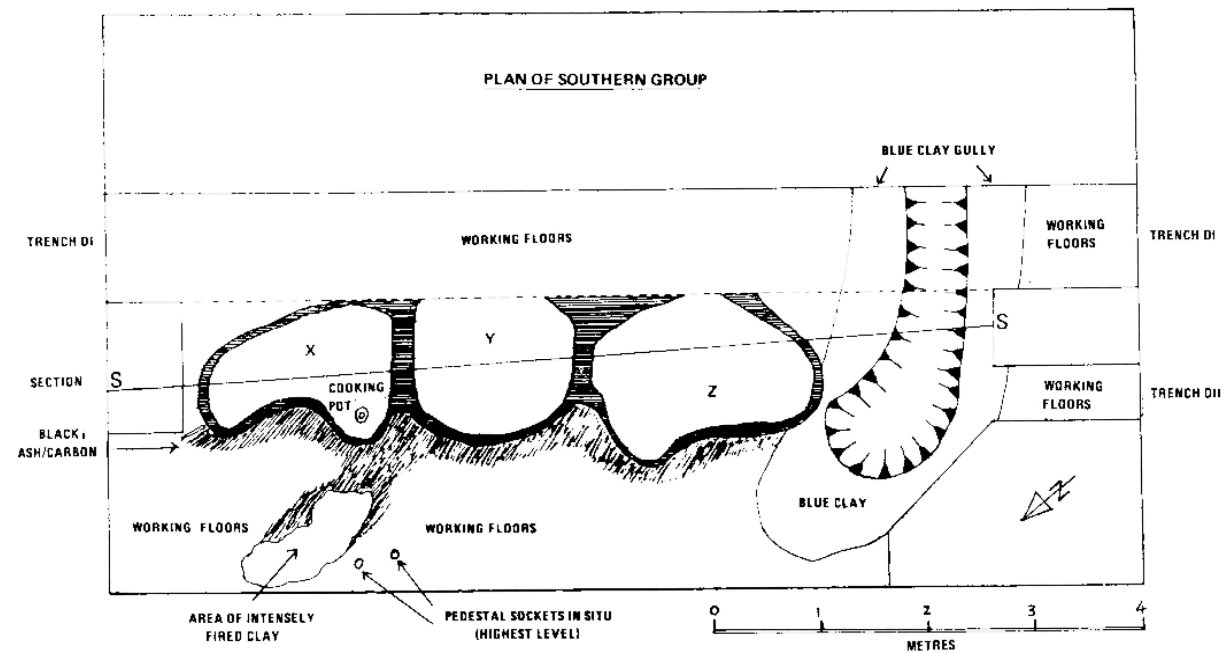 PLAN OF SOUTHERN GROUP
BLUE CLAY GULLY
TRENCH DI
WORKING FLOORS
WORKING
FLOORS
TRENCH DI
X
Y
S
SECTION
S
COOKING
POT
Z
WORKING
FLOORS
TRENCH DII
BLACK
ASH/CARBON
BLUE CLAY
N
WORKING FLOORS
WORKING FLOORS
AREA OF INTENSELY
FIRED CLAY
PEDESTAL SOCKETS IN SITU
(HIGHEST LEVEL)
0 1 2 3 4
METRES